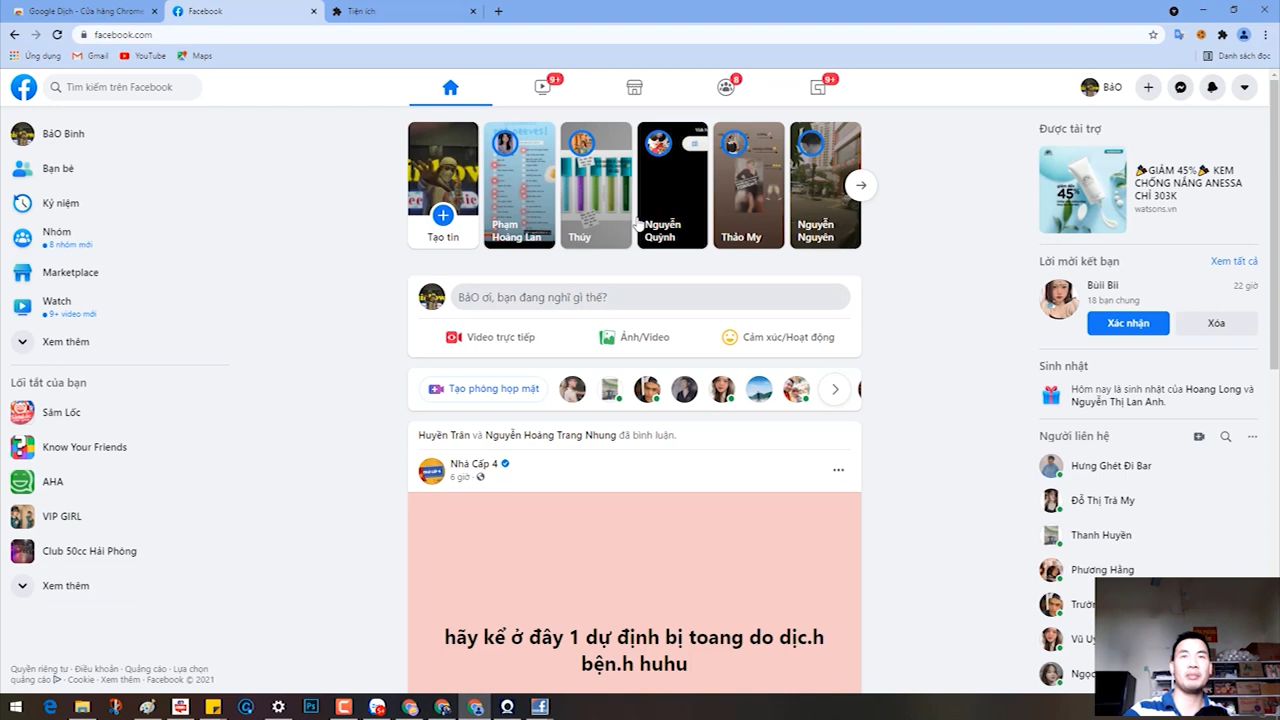 Google Dịch - Cửa hàng Chrome
Facebook
Tiện ích
facebook.com
Ứng dụng
Gmail
YouTube
Maps
Danh sách đọc
Tìm kiếm trên Facebook
9+
8
9+
BảO
BảO Bình
Bạn bè
Kỷ niệm
Nhóm
8 nhóm mới
Marketplace
Watch
9+ video mới
Xem thêm
Lối tắt của bạn
Sâm Lốc
Know Your Friends
AHA
VIP GIRL
Club 50cc Hải Phòng
Xem thêm
Quyền riêng tư · Điều khoản · Quảng cáo · Lựa chọn
quảng cáo · Cookie · Xem thêm · Facebook © 2021
Tạo tin
Phạm
Hoàng Lan
Thúy
Nguyễn
Quỳnh
Thảo My
Nguyễn
Nguyên
BảO ơi, bạn đang nghĩ gì thế?
Video trực tiếp
Ảnh/Video
Cảm xúc/Hoạt động
Tạo phòng họp mặt
Huyền Trân và Nguyễn Hoàng Trang Nhung đã bình luận.
Nhà Cấp 4
6 giờ ·
hãy kể ở đây 1 dự định bị toang do dịc.h
bện.h huhu
Được tài trợ
GIẢM 45% KEM
CHỐNG NẮNG ANESSA
CHỈ 303K
watsons.vn
45%
Lời mời kết bạn
Xem tất cả
Bùii Bii
22 giờ
18 bạn chung
Xác nhận
Xóa
Sinh nhật
Hôm nay là sinh nhật của Hoang Long và
Nguyễn Thị Lan Anh.
Người liên hệ
Hưng Ghét Đi Bar
Đỗ Thị Trà My
Thanh Huyền
Phương Hằng
Trườ
Vũ Uy
Ngọc